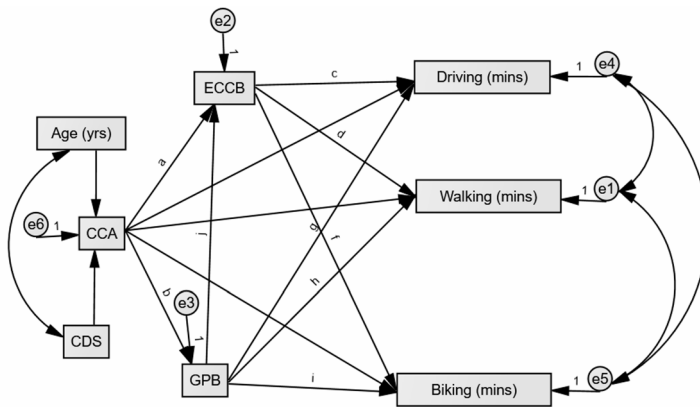 e2
1
ECCB
c
Driving (mins)
1
e4
Age (yrs)
a
d
e6
1
CCA
j
g
f
Walking (mins)
1
e1
b
e3
h
1
CDS
GPB
i
Biking (mins)
1
e5